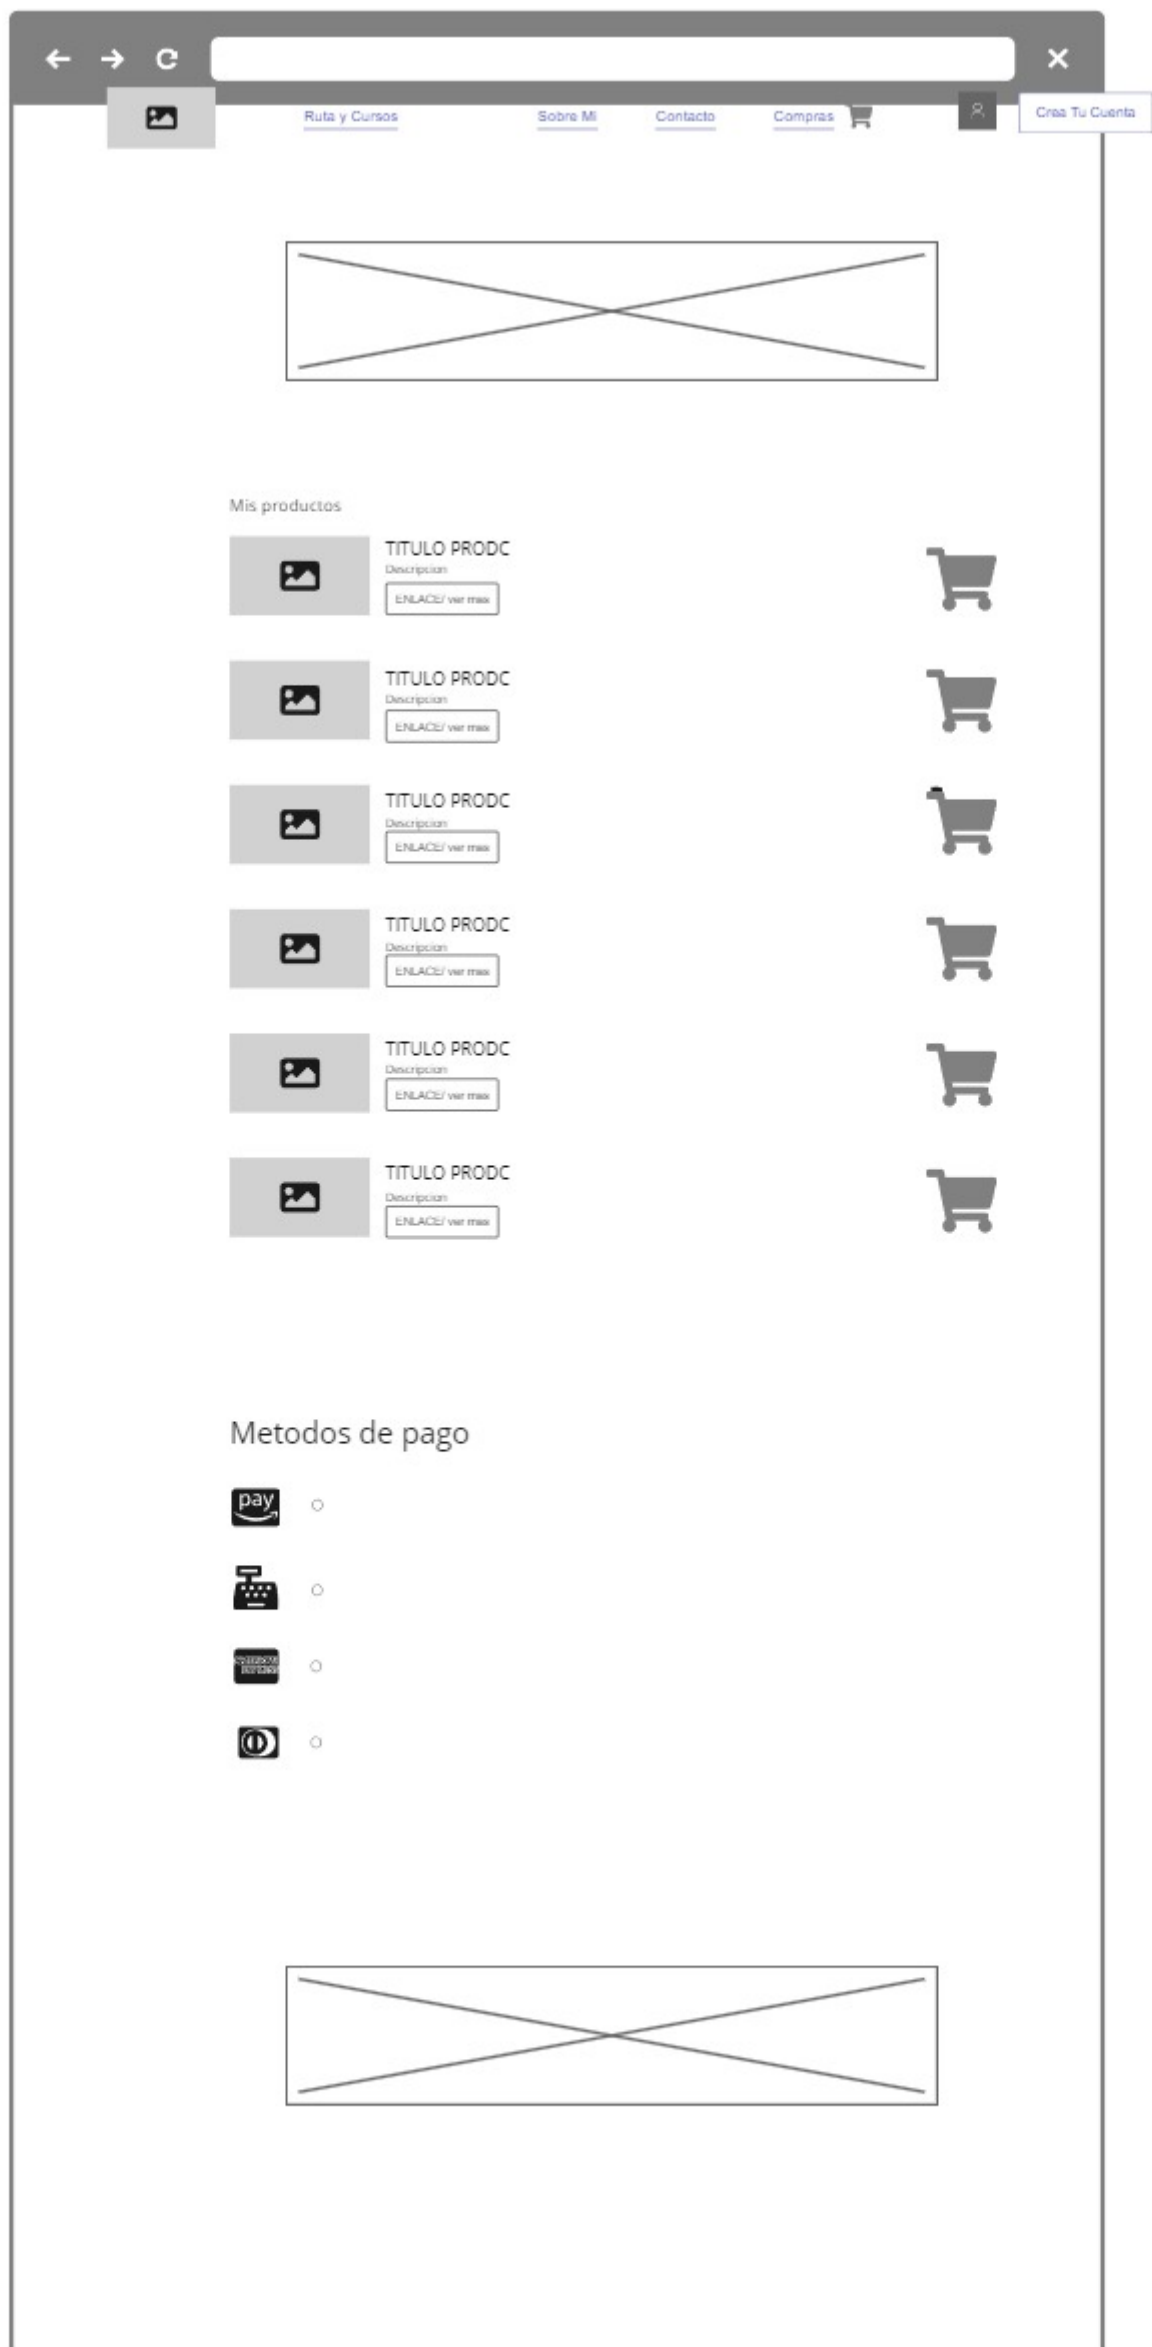 Ruta y Cursos
Sobre Mi
Contacto
Compras
Crea Tu Cuenta
Mis productos
TITULO PRODC
Descripcion
ENLACE/ ver mas
TITULO PRODC
Descripcion
ENLACE/ ver mas
TITULO PRODC
Descripcion
ENLACE/ ver mas
TITULO PRODC
Descripcion
ENLACE/ ver mas
TITULO PRODC
Descripcion
ENLACE/ ver mas
TITULO PRODC
Descripcion
ENLACE/ ver mas
Metodos de pago
pay